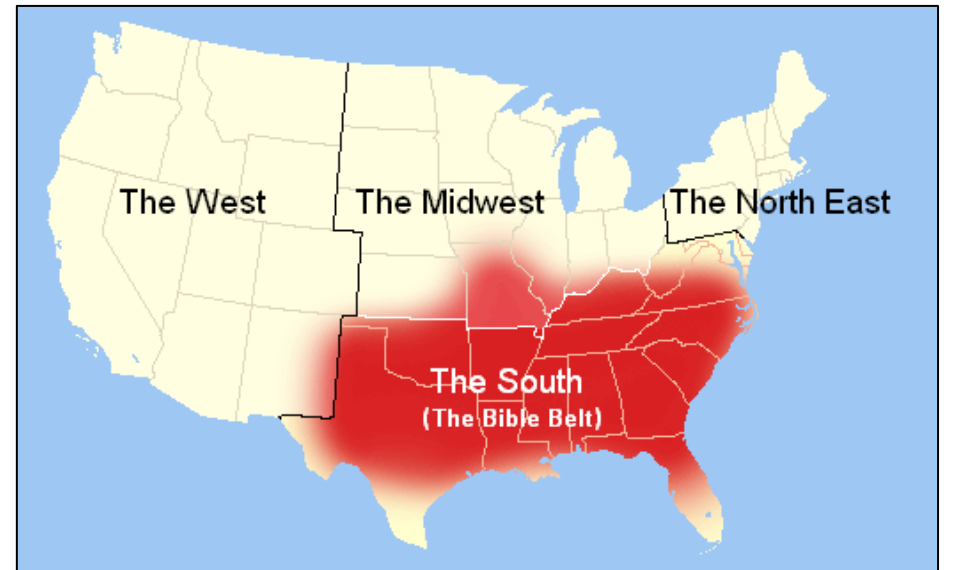 The West
The Midwest
The North East
The South
(The Bible Belt)